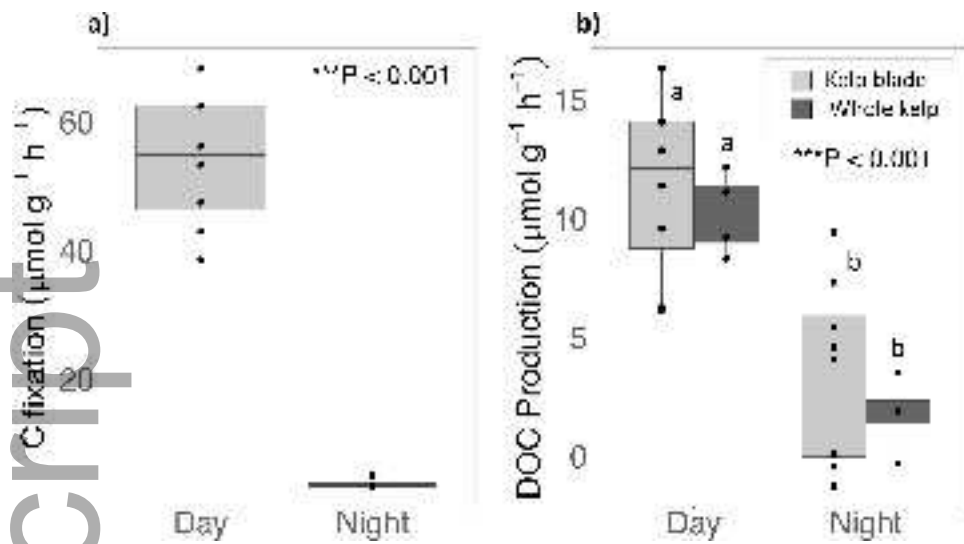 a)
C fixation (μmol g⁻¹ h⁻¹)
60
40
20
***P < 0.001
Day
Night
b)
DOC Production (μmol g⁻¹ h⁻¹)
15
10
5
0
Kelp blade
Whole kelp
***P < 0.001
a
a
b
b
Day
Night
cript